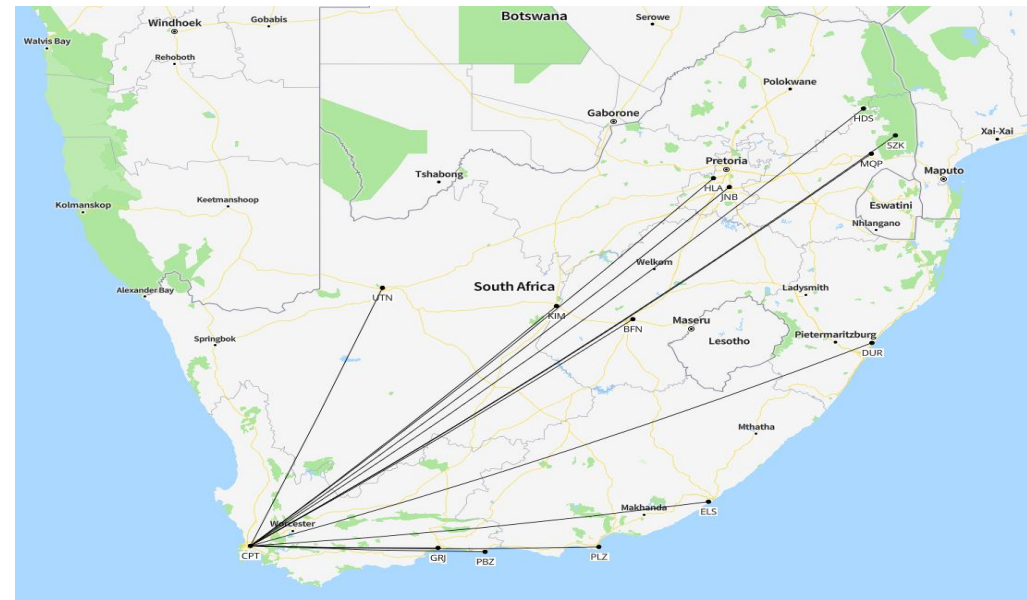 Botswana
Windhoek
Gobabis
Serowe
Walvis Bay
Rehoboth
Polokwane
Gaborone
HDS
Xai-Xai
SZK
Pretoria
MQP
Tshabong
Maputo
HLA
JNB
Keetmanshoop
Kolmanskop
Eswatini
Nhlangano
Welkom
Alexander Bay
South Africa
Ladysmith
UTN
KIM
Maseru
BFN
Springbok
Lesotho
Pietermaritzburg
DUR
Mthatha
Makhanda
ELS
Worcester
CPT
GRJ
PBZ
PLZ